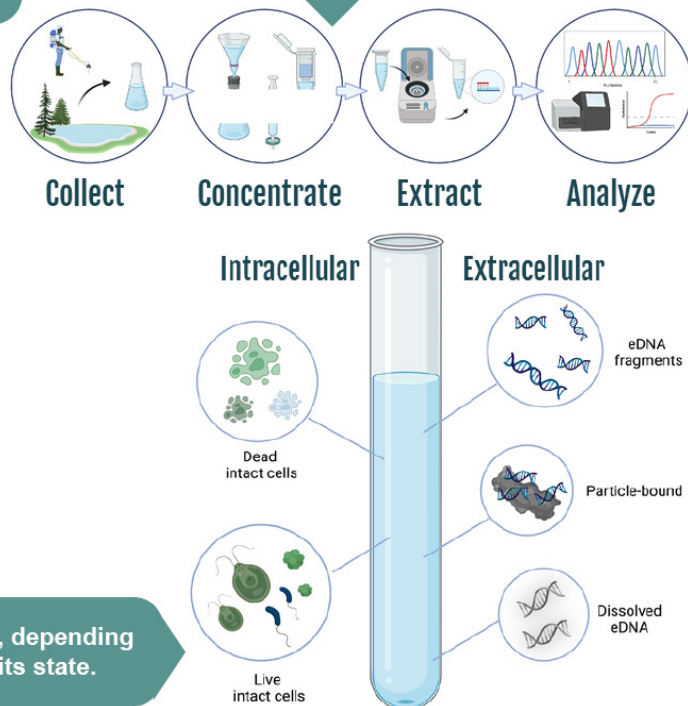 Collect
Concentrate
Extract
Analyze
Intracellular
Extracellular
eDNA
fragments
Dead
intact cells
Particle-bound
, depending
its state.
Dissolved
eDNA
Live
intact cells